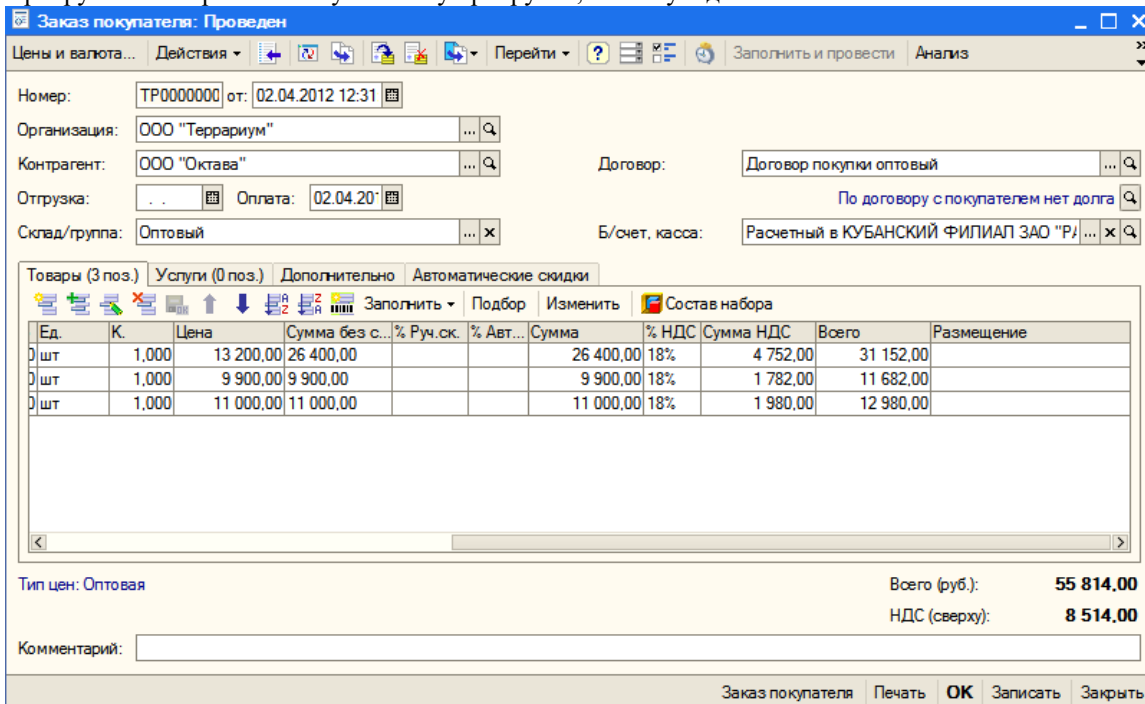 Заказ покупателя: Проведен
Цены и валюта... Действия Перейти Заполнить и провести Анализ
Номер: ТР0000000 от: 02.04.2012 12:31
Организация: ООО "Террариум"
Контрагент: ООО "Октава" Договор: Договор покупки оптовый
Отгрузка: . . Оплата: 02.04.20 По договору с покупателем нет долга
Склад/группа: Оптовый Б/счет, касса: Расчетный в КУБАНСКИЙ ФИЛИАЛ ЗАО
Товары (3 поз.) Услуги (0 поз.) Дополнительно Автоматические скидки
Заполнить Подбор Изменить Состав набора
Ед. К. Цена Сумма без с... % Руч.ск. % Авт... Сумма % НДС Сумма НДС Всего Размещение
шт 1,000 13 200,00 26 400,00 26 400,00 18% 4 752,00 31 152,00
шт 1,000 9 900,00 9 900,00 9 900,00 18% 1 782,00 11 682,00
шт 1,000 11 000,00 11 000,00 11 000,00 18% 1 980,00 12 980,00
Тип цен: Оптовая Всего (руб.): 55 814,00
НДС (сверху): 8 514,00
Комментарий:
Заказ покупателя Печать OK Записать Закрыть